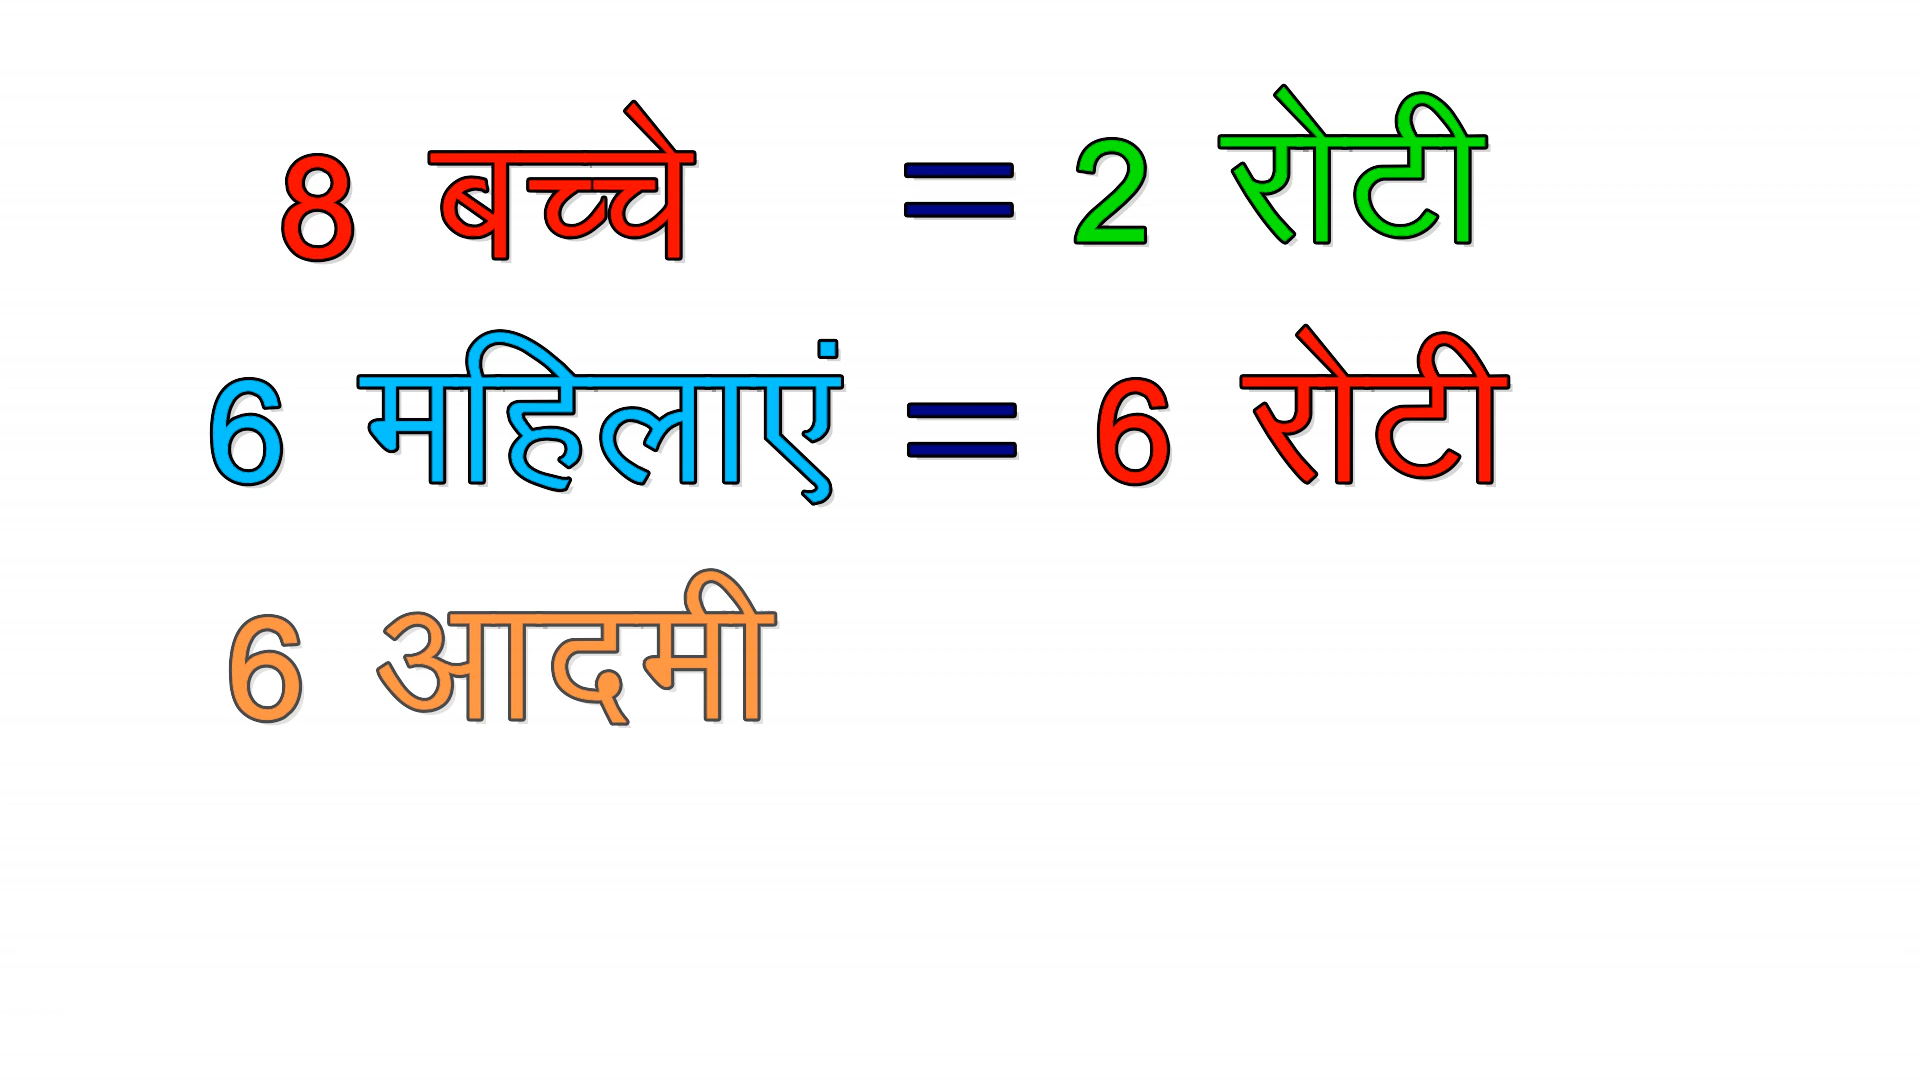 8 बच्चे = 2 रोटी
6 महिलाएं = 6 रोटी
6 आदमी